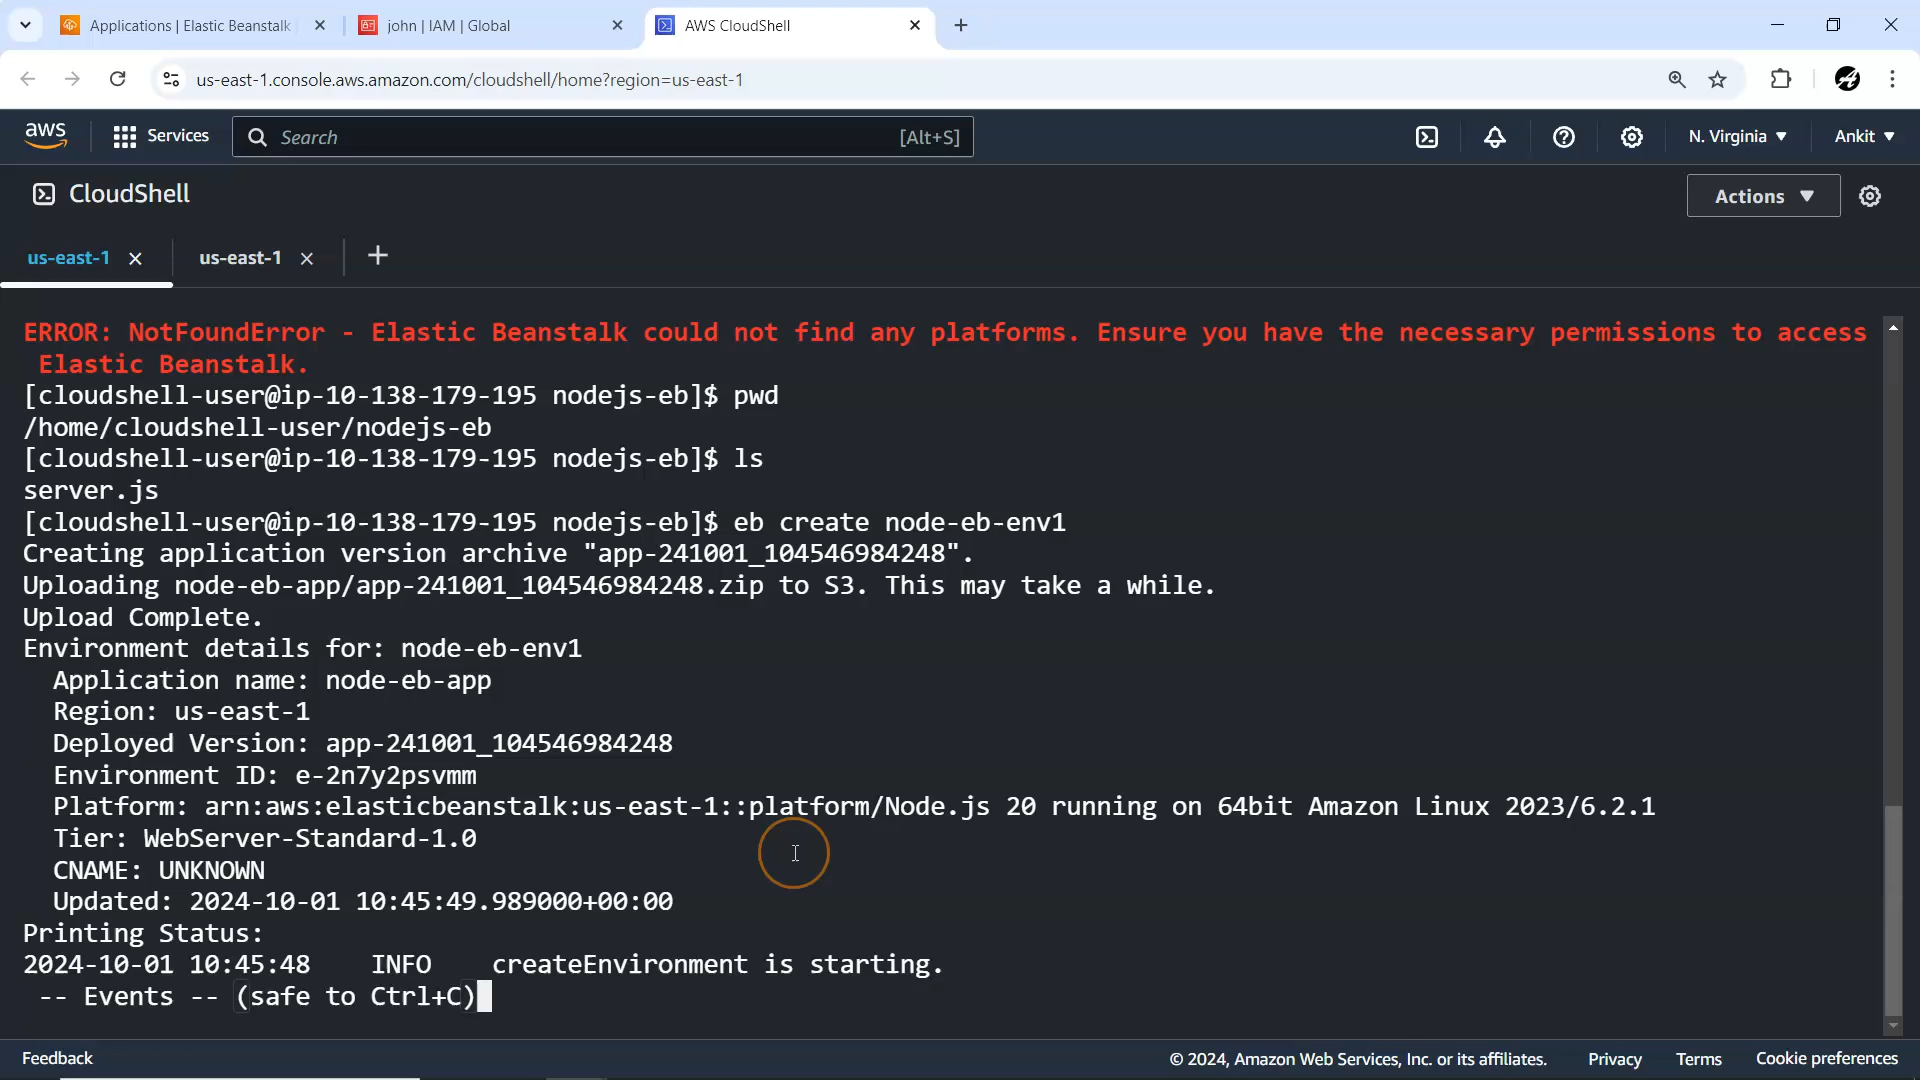 Applications | Elastic Beanstalk
john | IAM | Global
AWS CloudShell
us-east-1.console.aws.amazon.com/cloudshell/home?region=us-east-1
aws
Services
Search
[Alt+S]
N. Virginia
Ankit
CloudShell
Actions
us-east-1
us-east-1
ERROR: NotFoundError - Elastic Beanstalk could not find any platforms. Ensure you have the necessary permissions to access
Elastic Beanstalk.
[cloudshell-user@ip-10-138-179-195 nodejs-eb]$ pwd
/home/cloudshell-user/nodejs-eb
[cloudshell-user@ip-10-138-179-195 nodejs-eb]$ ls
server.js
[cloudshell-user@ip-10-138-179-195 nodejs-eb]$ eb create node-eb-env1
Creating application version archive "app-241001_104546984248".
Uploading node-eb-app/app-241001_104546984248.zip to S3. This may take a while.
Upload Complete.
Environment details for: node-eb-env1
Application name: node-eb-app
Region: us-east-1
Deployed Version: app-241001_104546984248
Environment ID: e-2n7y2psvmm
Platform: arn:aws:elasticbeanstalk:us-east-1::platform/Node.js 20 running on 64bit Amazon Linux 2023/6.2.1
Tier: WebServer-Standard-1.0
CNAME: UNKNOWN
Updated: 2024-10-01 10:45:49.989000+00:00
Printing Status:
2024-10-01 10:45:48    INFO    createEnvironment is starting.
-- Events -- (safe to Ctrl+C)
Feedback
© 2024, Amazon Web Services, Inc. or its affiliates.
Privacy
Terms
Cookie preferences